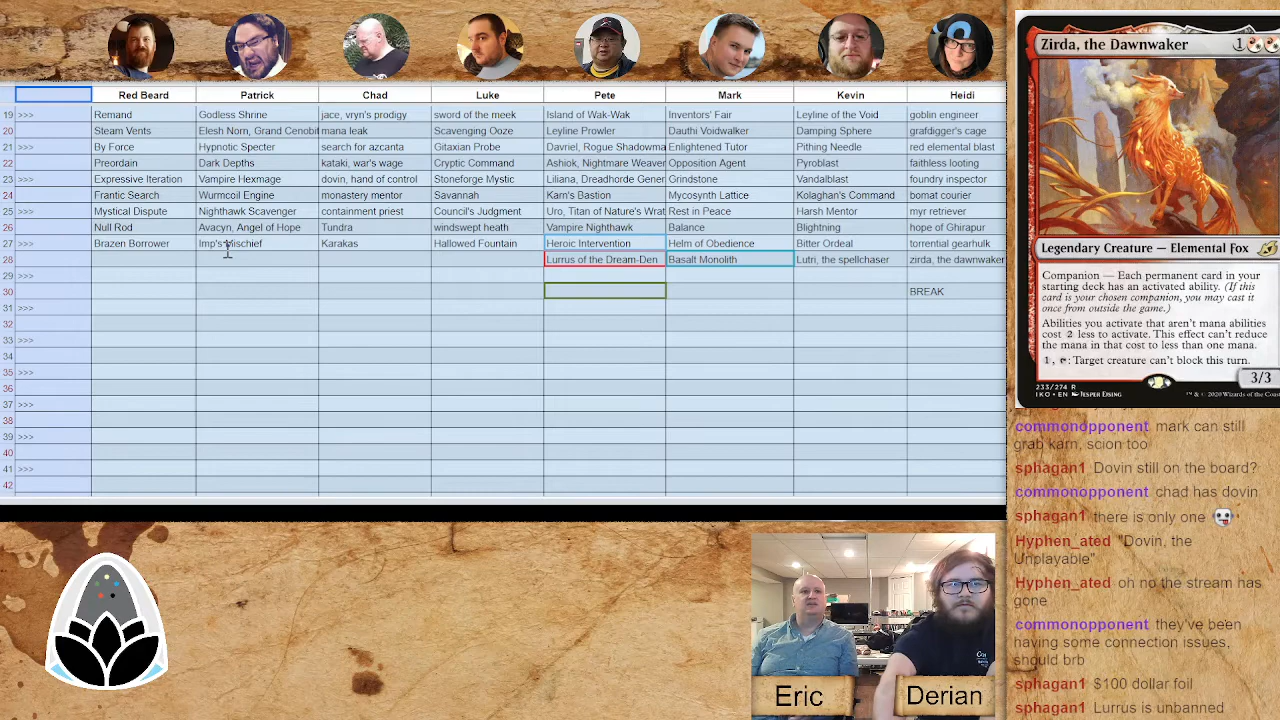 Red Beard Patrick Chad Luke Pete Mark Kevin Heidi
19 >>> Remand Godless Shrine jace, vryn's prodigy sword of the meek Island of Wak-Wak Inventors' Fair Leyline of the Void goblin engineer
20 Steam Vents Elesh Norn, Grand Cenobit mana leak Scavenging Ooze Leyline Prowler Dauthi Voidwalker Damping Sphere grafdigger's cage
21 >>> By Force Hypnotic Specter search for azcanta Gitaxian Probe Davriel, Rogue Shadowma Enlightened Tutor Pithing Needle red elemental blast
22 Preordain Dark Depths kataki, war's wage Cryptic Command Ashiok, Nightmare Weaver Opposition Agent Pyroblast faithless looting
23 >>> Expressive Iteration Vampire Hexmage dovin, hand of control Stoneforge Mystic Liliana, Dreadhorde Gener Grindstone Vandalblast foundry inspector
24 Frantic Search Wurmcoil Engine monastery mentor Savannah Karn's Bastion Mycosynth Lattice Kolaghan's Command bomat courier
25 >>> Mystical Dispute Nighthawk Scavenger containment priest Council's Judgment Uro, Titan of Nature's Wrat Rest in Peace Harsh Mentor myr retriever
26 Null Rod Avacyn, Angel of Hope tundra windswept heath Vampire Nighthawk Balance Blightning hope of Ghirapur
27 >>> Brazen Borrower Imp's Mischief Karakas Hallowed Fountain Heroic Intervention Helm of Obedience Bitter Ordeal torrential gearhulk
28 Lurrus of the Dream-Den Basalt Monolith Lutri, the spellchaser zirda, the dawnwaker
29 >>>
30 BREAK
31 >>>
32
33 >>>
34
35 >>>
36
37 >>>
38
39 >>>
40
41 >>>
42
Zirda, the Dawnwaker 1
Legendary Creature — Elemental Fox
Companion — Each permanent card in your
starting deck has an activated ability. (If this
card is your chosen companion, you may cast it
once from outside the game.)
Abilities you activate that aren't mana abilities
cost 2 less to activate. This effect can't reduce
the mana in that cost to less than one mana.
1, : Target creature can't block this turn.
3/3
233/274 R
IKO • EN Jesper Ejsing ™ & © 2020 Wizards of the Coast
commonopponent mark can still
grab karn, scion too
sphagan1 Dovin still on the board?
commonopponent chad has dovin
sphagan1 there is only one
Hyphen_ated "Dovin, the
Unplayable"
Hyphen_ated oh no the stream has
gone
commonopponent they've been
having some connection issues,
should brb
sphagan1 $100 dollar foil
sphagan1 Lurrus is unbanned
Eric
Derian